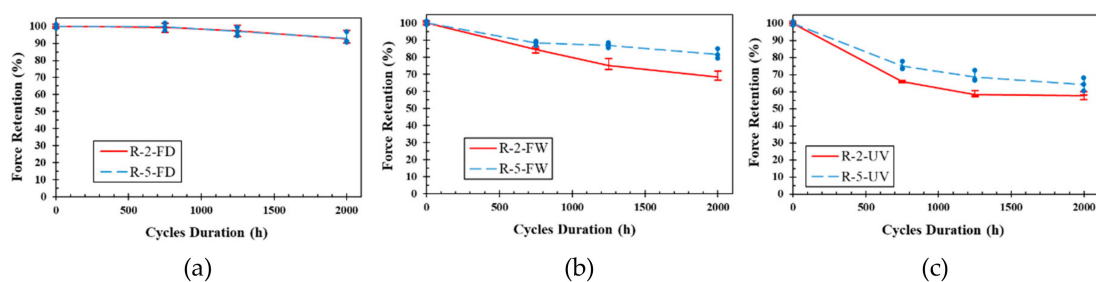 Force Retention (%)
100
90
80
70
60
50
40
30
20
10
0
R-2-FD
R-5-FD
0 500 1000 1500 2000
Cycles Duration (h)
(a)
Force Retention (%)
100
90
80
70
60
50
40
30
20
10
0
R-2-FW
R-5-FW
0 500 1000 1500 2000
Cycles Duration (h)
(b)
Force Retention (%)
100
90
80
70
60
50
40
30
20
10
0
R-2-UV
R-5-UV
0 500 1000 1500 2000
Cycles Duration (h)
(c)